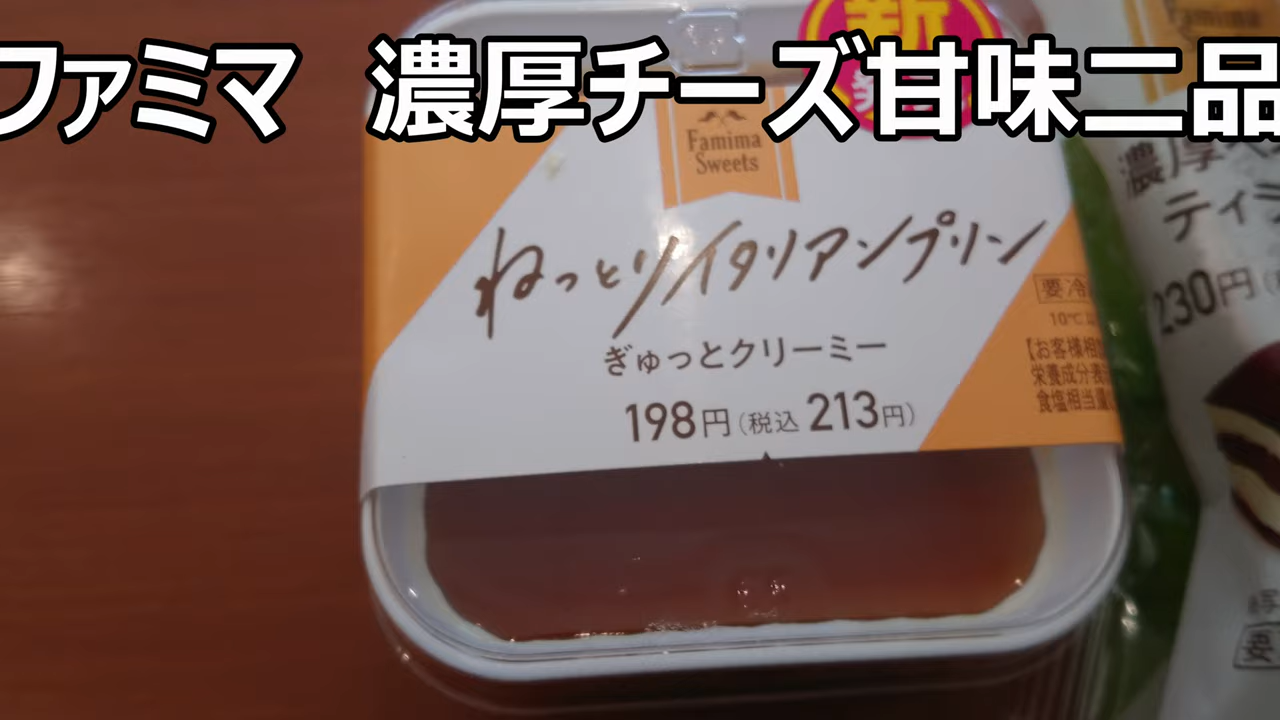 ファミマ　濃厚チーズ甘味二品
新
Famima
Sweets
ねっとりイタリアンプリン
ぎゅっとクリーミー
198円(税込 213円)
要冷
10℃
【お客様相
栄養成分表
食塩相当量
Famima
濃厚
ティラ
230円